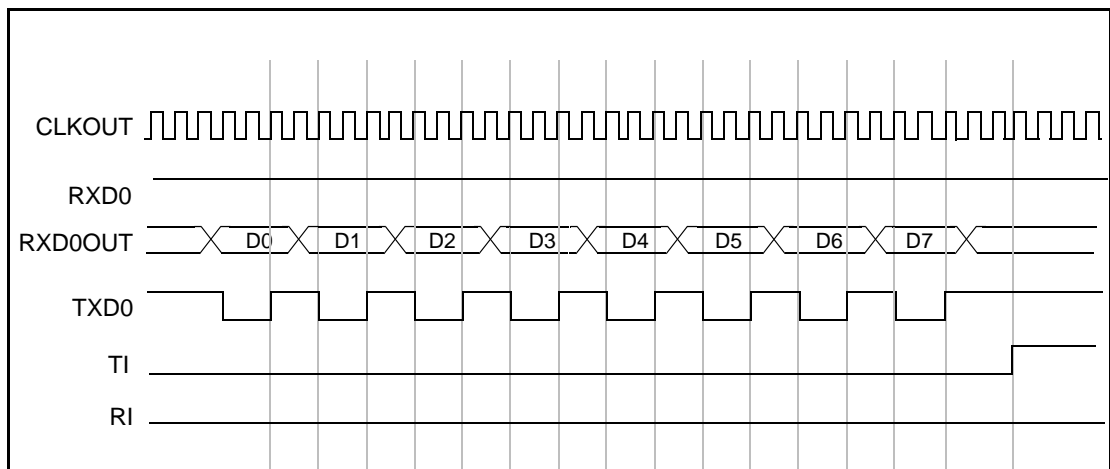 CLKOUT
RXD0
RXD0OUT D0 D1 D2 D3 D4 D5 D6 D7
TXD0
TI
RI